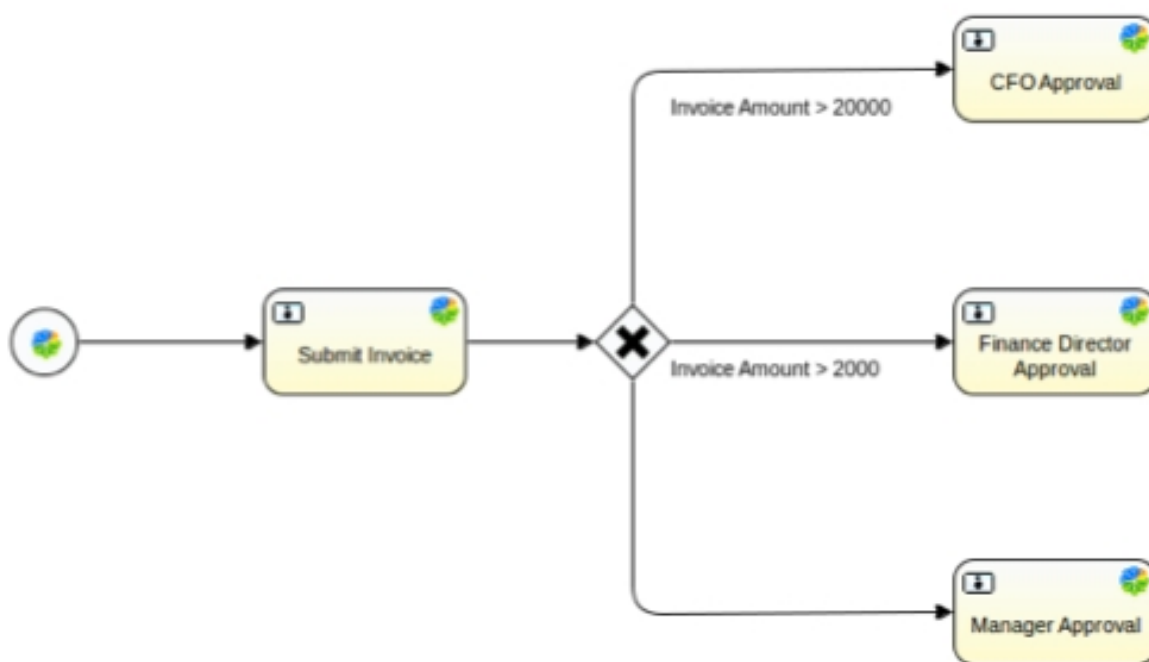 CFO Approval
Invoice Amount > 20000
Submit Invoice
Finance Director
Approval
Invoice Amount > 2000
Manager Approval